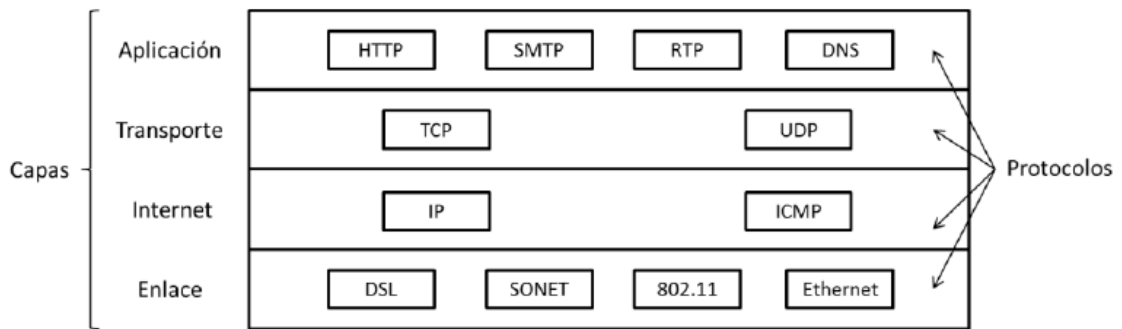 Aplicación HTTP SMTP RTP DNS
Transporte TCP UDP
Capas Protocolos
Internet IP ICMP
Enlace DSL SONET 802.11 Ethernet